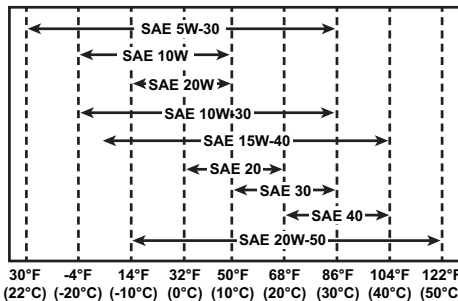 SAE 5W-30
SAE 10W
SAE 20W
SAE 10W-30
SAE 15W-40
SAE 20
SAE 30
SAE 40
SAE 20W-50
30°F -4°F 14°F 32°F 50°F 68°F 86°F 104°F 122°F
(22°C) (-20°C) (-10°C) (0°C) (10°C) (20°C) (30°C) (40°C) (50°C)